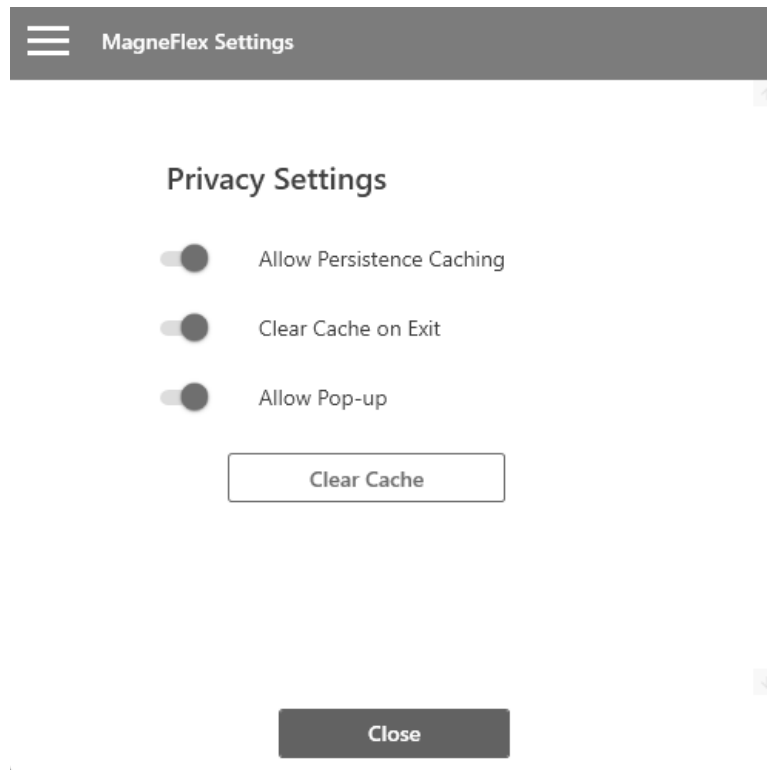 MagneFlex Settings
Privacy Settings
Allow Persistence Caching
Clear Cache on Exit
Allow Pop-up
Clear Cache
Close